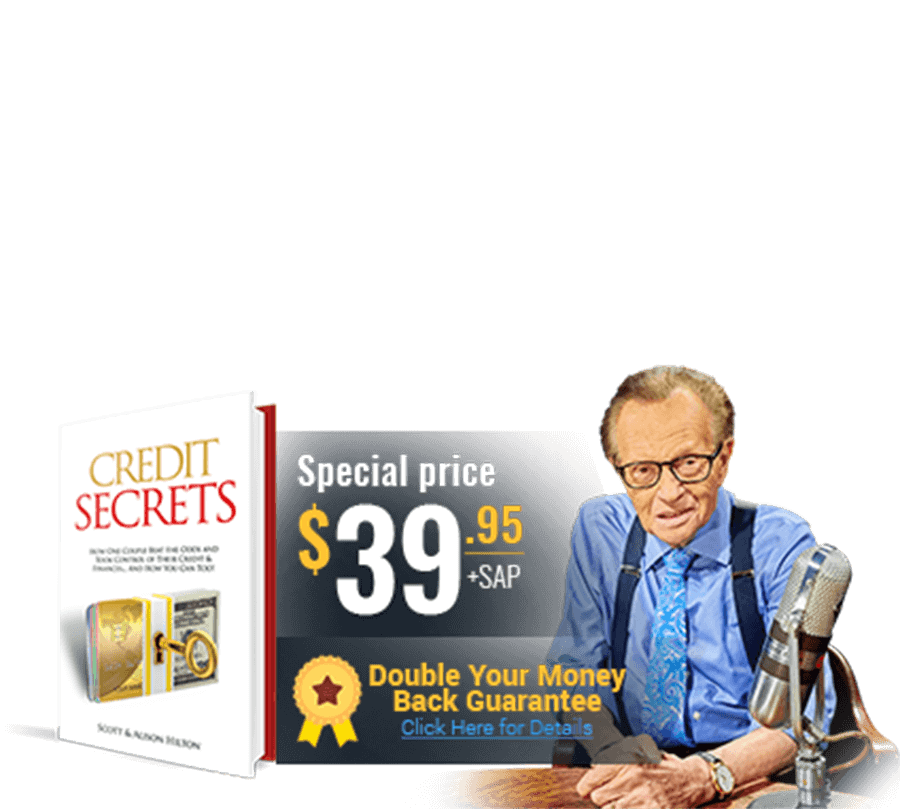 CREDIT
SECRETS
HOW ONE COUPLE BEAT THE ODDS AND
TOOK CONTROL OF THEIR CREDIT &
FINANCES... AND HOW YOU CAN TOO!
SCOTT & ALISON HILTON
Special price
$39.95
+SAP
Double Your Money
Back Guarantee
Click Here for Details